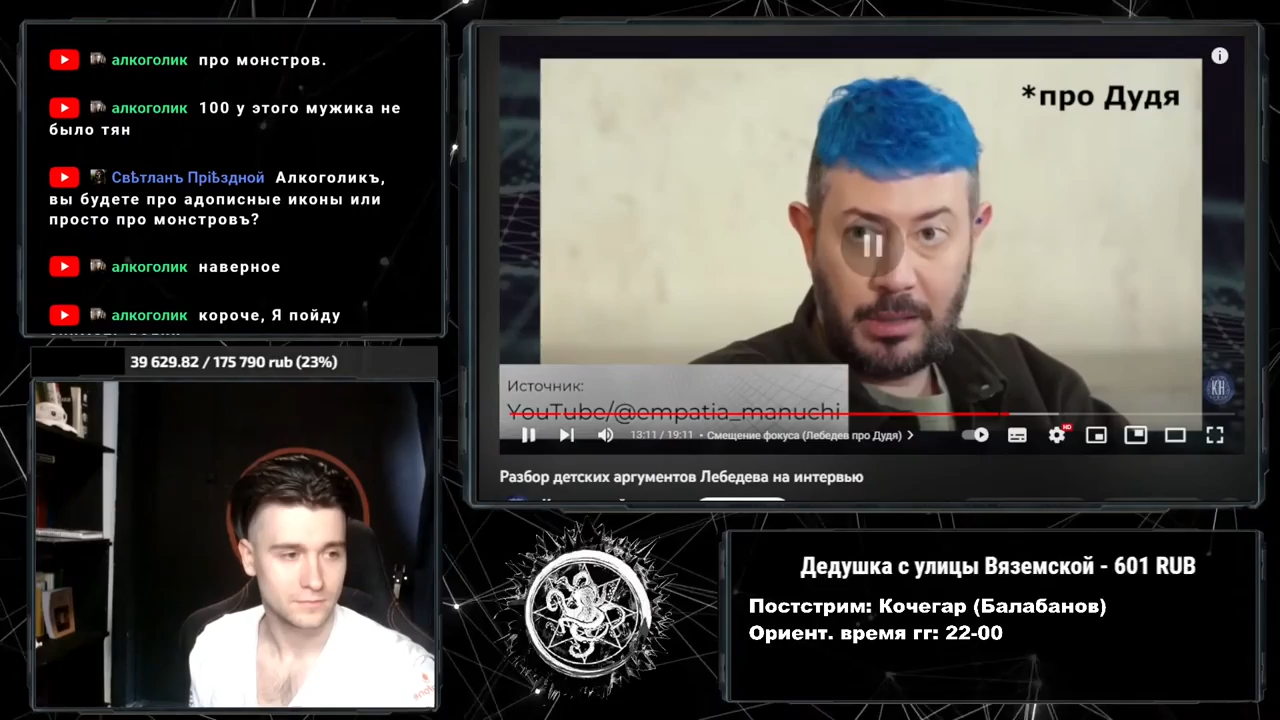 алкоголик про монстров.
алкоголик 100 у этого мужика не
было тян
Свѣтланъ Прiѣздной Алкоголикъ,
вы будете про адописные иконы или
просто про монстровъ?
алкоголик наверное
алкоголик короче, Я пойду
39 629.82 / 175 790 rub (23%)
*про Дудя
Источник:
YouTube/@empatia_manuchi
13:11 / 19:11 • Смещение фокуса (Лебедев про Дудя)
HD
КН
Разбор детских аргументов Лебедева на интервью
Дедушка с улицы Вяземской - 601 RUB
Постстрим: Кочегар (Балабанов)
Ориент. время гг: 22-00